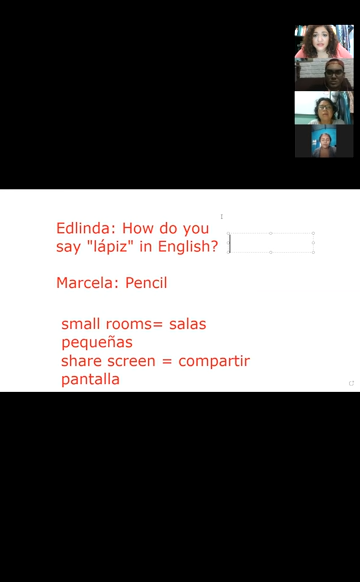 Edlinda: How do you
say "lápiz" in English?
Marcela: Pencil
small rooms= salas
pequeñas
share screen = compartir
pantalla